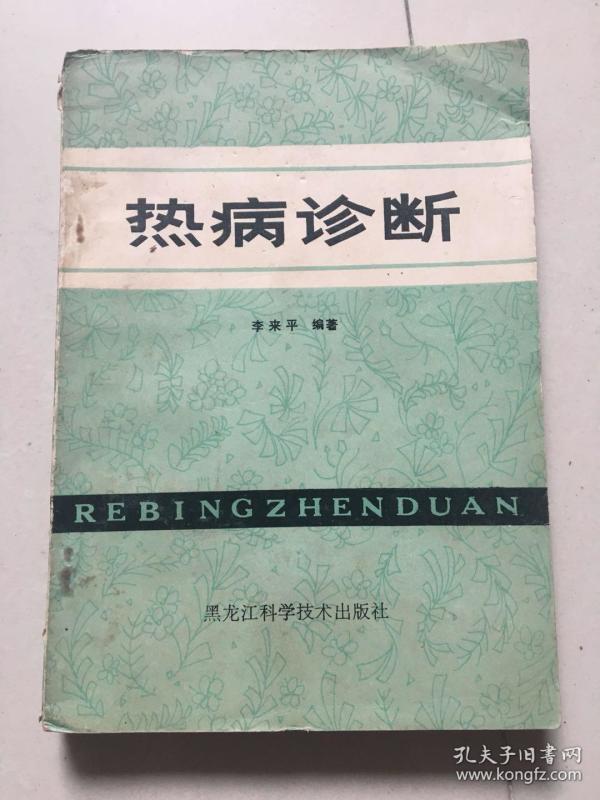 热病诊断
李来平 编著
REBINGZHENDUAN
黑龙江科学技术出版社
孔夫子旧書网
www.kongfz.com